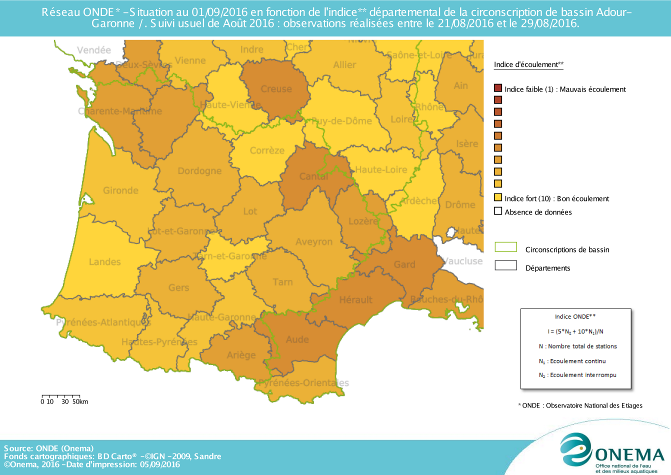 Réseau ONDE* -Situation au 01/09/2016 en fonction de l'indice** départemental de la circonscription de bassin Adour-
Garonne /. Suivi usuel de Août 2016 : observations réalisées entre le 21/08/2016 et le 29/08/2016.
Vendée
Deux-Sèvres
Vienne
Indre
Cher
Allier
Saône-et-Loire
Ain
Creuse
Charente-Maritime
Haute-Vienne
Puy-de-Dôme
Loire
Rhône
Isère
Corrèze
Dordogne
Gironde
Cantal
Haute-Loire
Ardèche
Drôme
Lot
Lozère
Lot-et-Garonne
Aveyron
Landes
Tarn-et-Garonne
Gard
Vaucluse
Gers
Tarn
Hérault
Bouches-du-Rhô
Pyrénées-Atlantiques
Haute-Garonne
Hautes-Pyrénées
Ariège
Aude
Pyrénées-Orientales
0 10 30 50km
Indice d'écoulement**
Indice faible (1) : Mauvais écoulement
Indice fort (10) : Bon écoulement
Absence de données
Circonscriptions de bassin
Départements
Indice ONDE**
I = (5*N₂ + 10*N₁)/N
N : Nombre total de stations
N₁ : Ecoulement continu
N₂ : Ecoulement interrompu
* ONDE : Observatoire National des Etiages
Source: ONDE (Onema)
Fonds cartographiques: BD Carto® -©IGN -2009, Sandre
©Onema, 2016 -Date d'impression: 05/09/2016
ONEMA
Office national de l'eau
et des milieux aquatiques